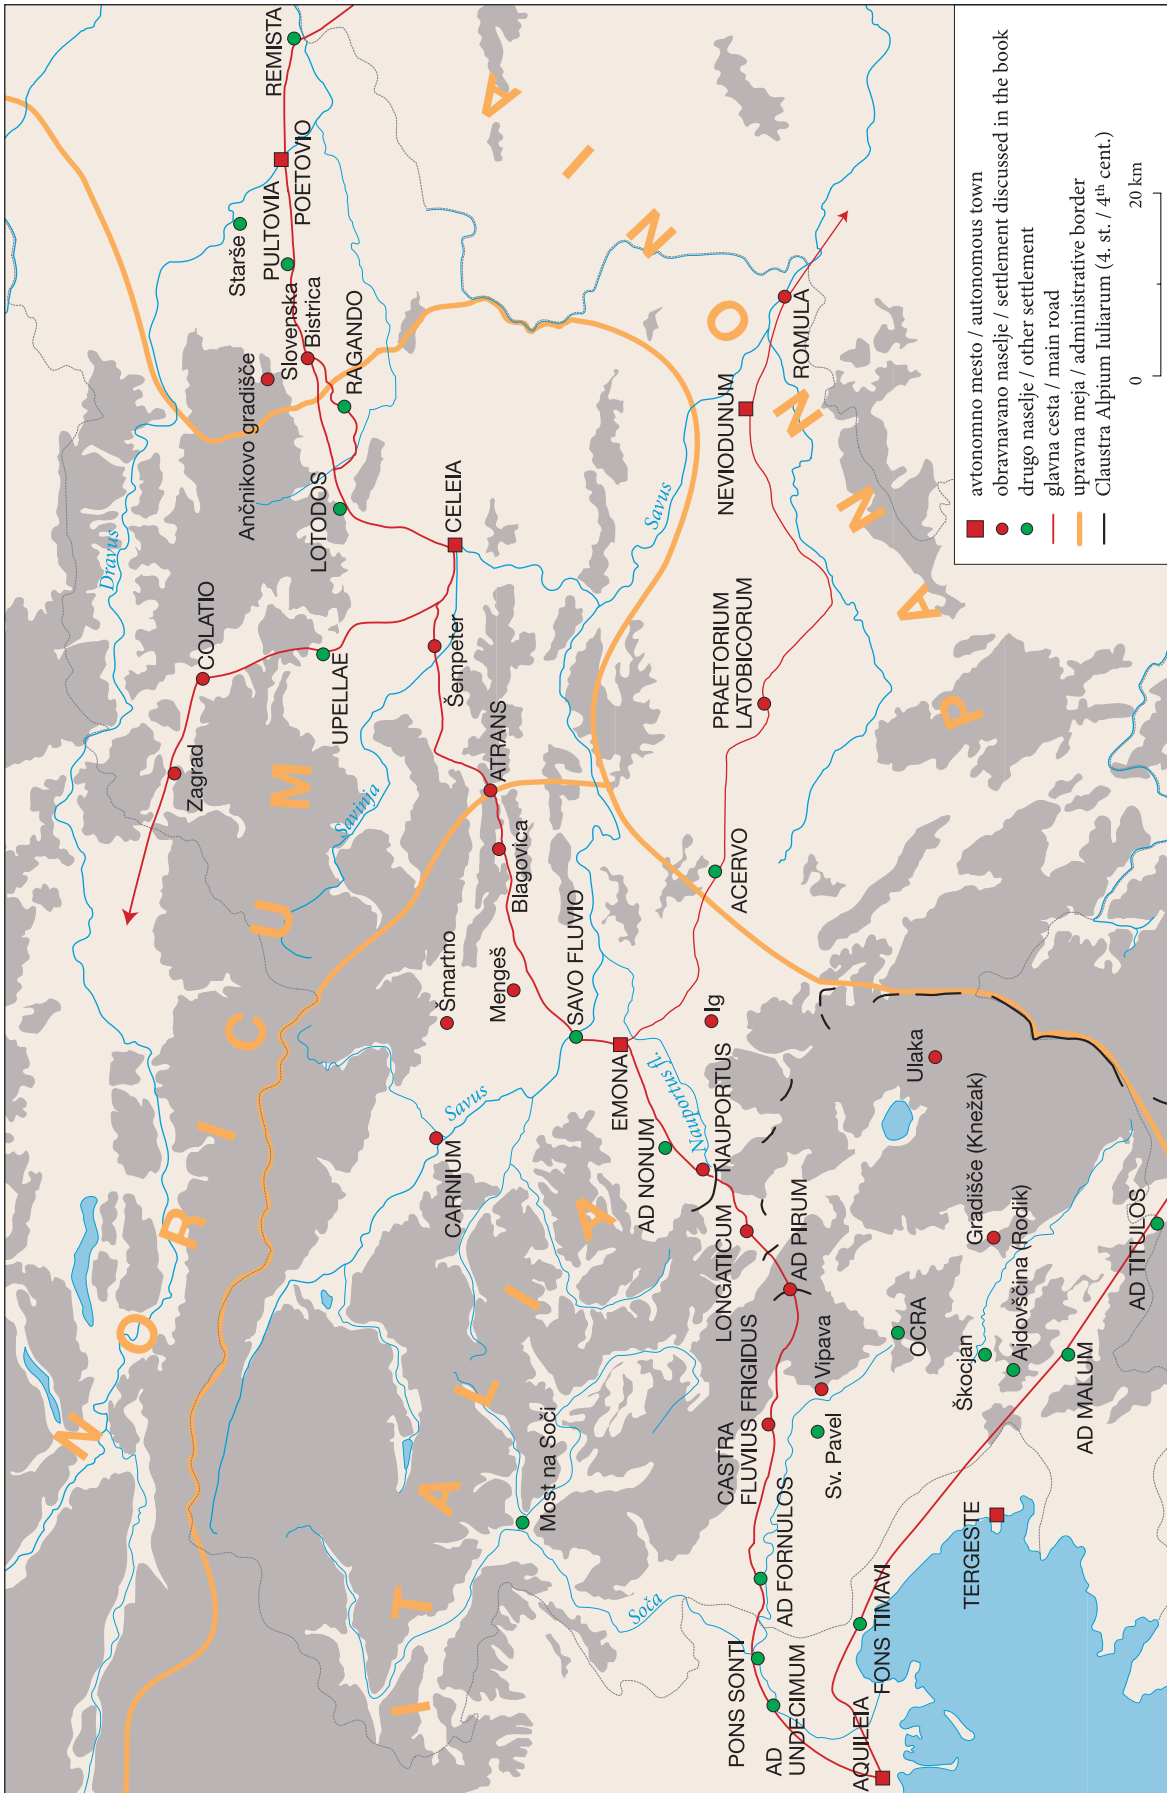 NORICUM
ITALIA
PANNONIA
Dravus
Savinja
Savus
Savus
Nauportus fl.
Soča
REMISTA
POETOVIO
PULTOVIA
Starše
Slovenska
Bistrica
RAGANDO
Ančnikovo gradišče
LOTODOS
CELEIA
COLATIO
UPELLAE
Zagrad
Šempeter
ATRANS
Blagovica
Šmartno
Mengeš
SAVO FLUVIO
EMONA
Ig
ACERVO
PRAETORIUM
LATOBICORUM
NEVIODUNUM
ROMULA
CARNIUM
AD NONUM
NAUPORTUS
LONGATICUM
AD PIRUM
Ulaka
Gradišče (Knežak)
Ajdovščina (Rodik)
Škocjan
OCRA
AD TITULOS
AD MALUM
Vipava
Sv. Pavel
CASTRA
FLUVIUS FRIGIDUS
Most na Soči
AD FORNULOS
PONS SONTI
AD
UNDECIMUM
AQUILEIA
FONS TIMAVI
TERGESTE
avtonomno mesto / autonomous town
obravnavano naselje / settlement discussed in the book
drugo naselje / other settlement
glavna cesta / main road
upravna meja / administrative border
Claustra Alpium Iuliarum (4. st. / 4th cent.)
0 20 km